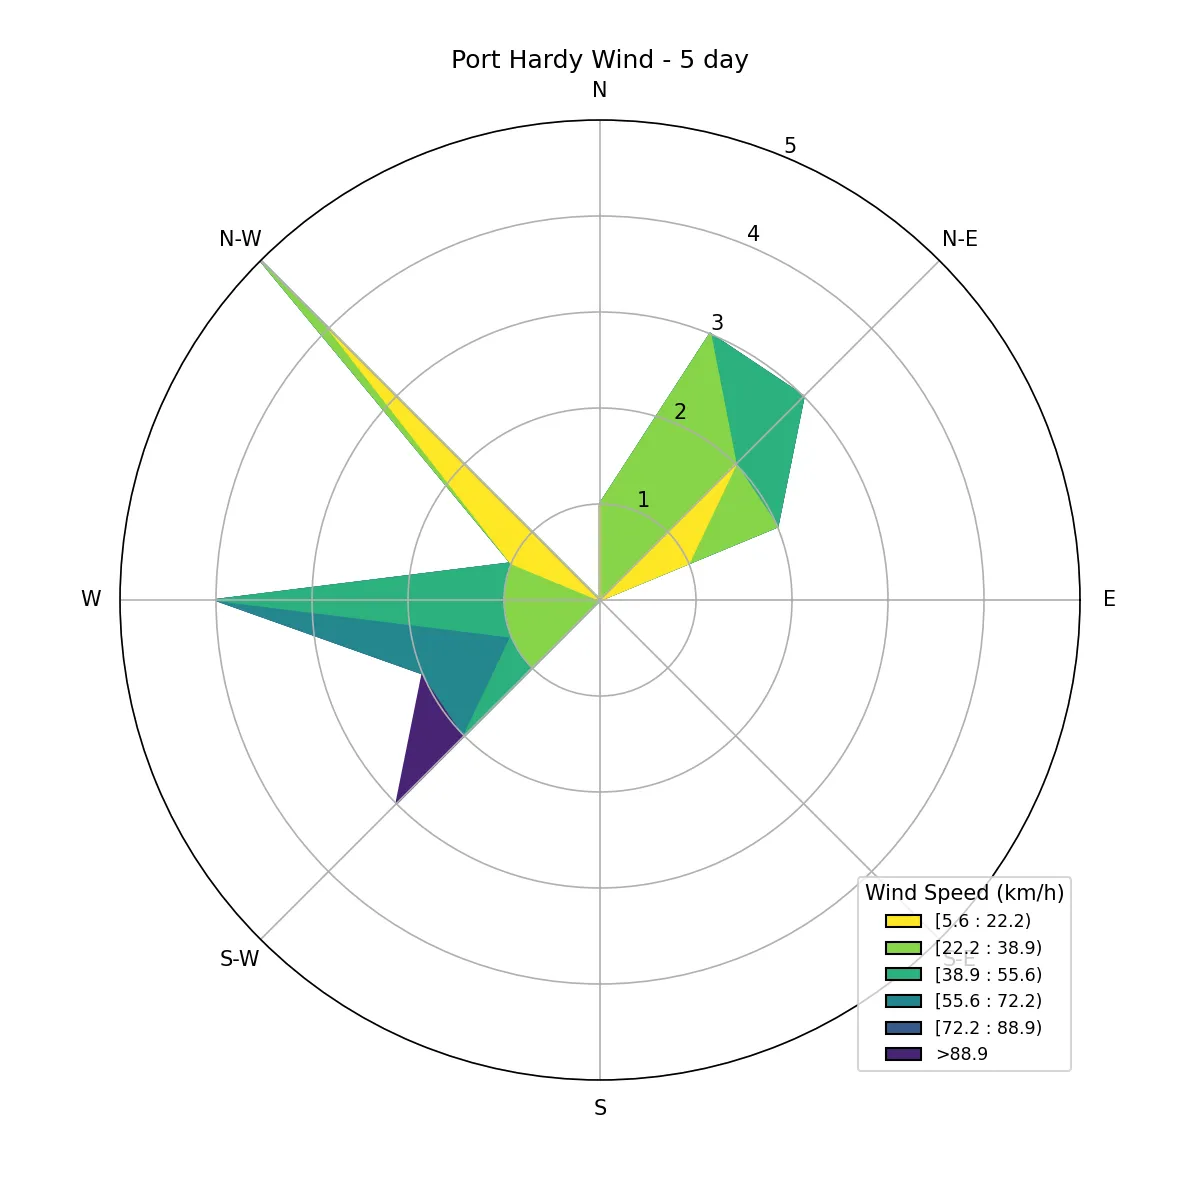 Port Hardy Wind - 5 day
N
5
N-W
4
N-E
3
2
1
W
E
Wind Speed (km/h)
[5.6 : 22.2)
[22.2 : 38.9)
S-W
S-E
[38.9 : 55.6)
[55.6 : 72.2)
[72.2 : 88.9)
>88.9
S